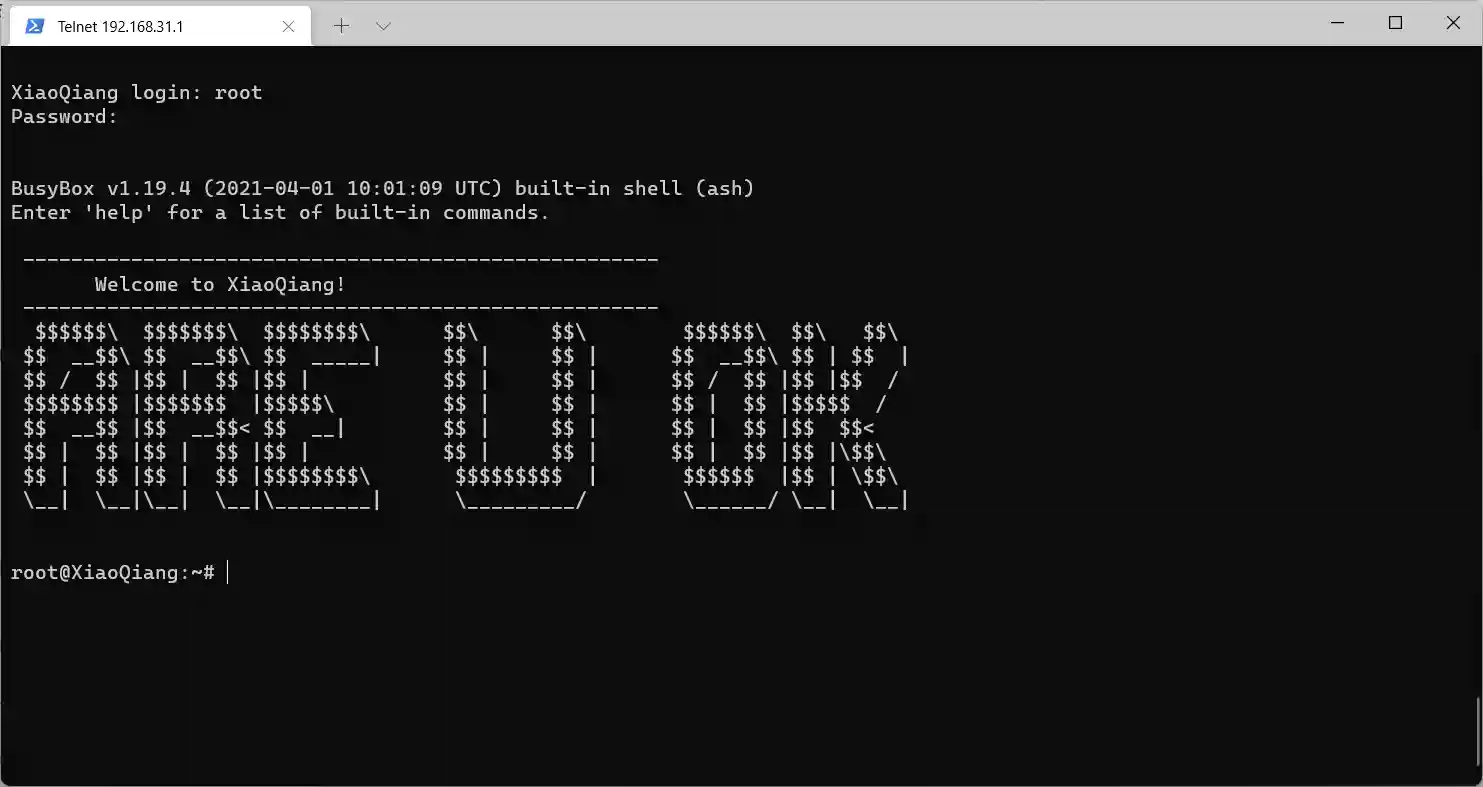 Telnet 192.168.31.1
XiaoQiang login: root
Password:
BusyBox v1.19.4 (2021-04-01 10:01:09 UTC) built-in shell (ash)
Enter 'help' for a list of built-in commands.
-----------------------------------------------------
      Welcome to XiaoQiang!
-----------------------------------------------------
  $$$$$$\  $$$$$$$\  $$$$$$$$\      $$\      $$\        $$$$$$\  $$\   $$\
 $$  __$$\ $$  __$$\ $$  _____|     $$ |     $$ |      $$  __$$\ $$ | $$  |
 $$ /  $$ |$$ |  $$ |$$ |           $$ |     $$ |      $$ /  $$ |$$ |$$  /
 $$$$$$$$ |$$$$$$$  |$$$$$\         $$ |     $$ |      $$ |  $$ |$$$$$  /
 $$  __$$ |$$  __$$< $$  __|        $$ |     $$ |      $$ |  $$ |$$  $$<
 $$ |  $$ |$$ |  $$ |$$ |           $$ |     $$ |      $$ |  $$ |$$ |\$$\
 $$ |  $$ |$$ |  $$ |$$$$$$$$\       $$$$$$$$$  |       $$$$$$  |$$ | \$$\
 \__|  \__|\__|  \__|\________|      \_________/        \______/ \__|  \__|
root@XiaoQiang:~#